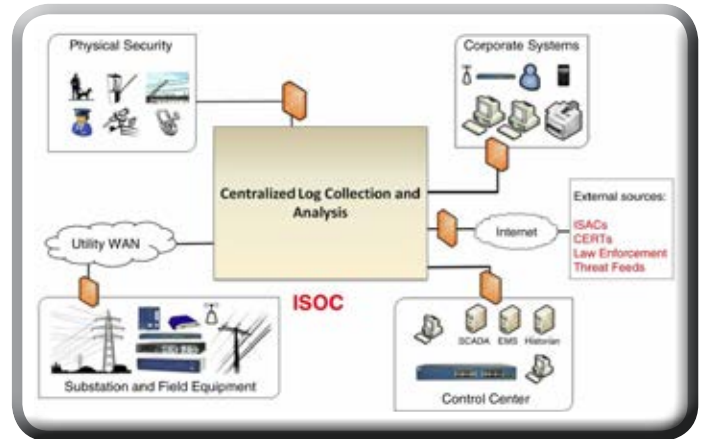 Physical Security
Corporate Systems
Centralized Log Collection and
Analysis
External sources:
ISACs
CERTs
Law Enforcement
Threat Feeds
Internet
Utility WAN
ISOC
SCADA EMS Historian
Substation and Field Equipment
Control Center